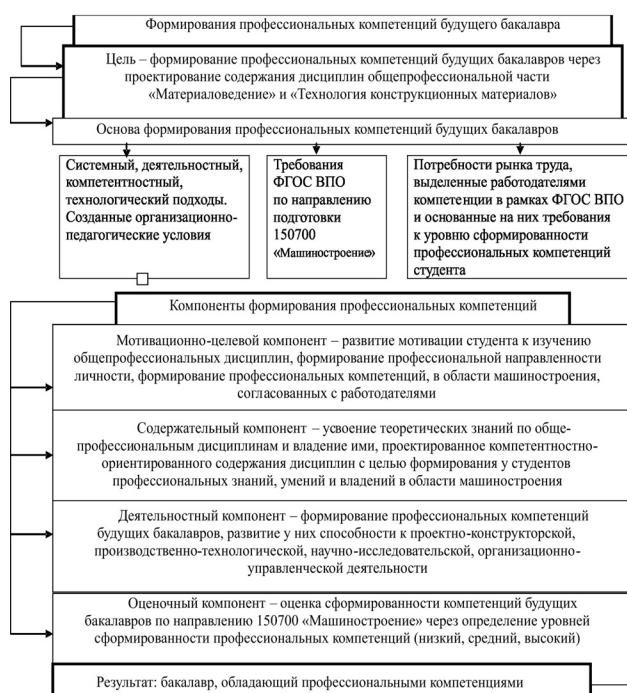 Формирования профессиональных компетенций будущего бакалавра
Цель – формирование профессиональных компетенций будущих бакалавров через
проектирование содержания дисциплин общепрофессиональной части
«Материаловедение» и «Технология конструкционных материалов»
Основа формирования профессиональных компетенций будущих бакалавров
Системный, деятельностный,
компетентностный,
технологический подходы.
Созданные организационно-
педагогические условия
Требования
ФГОС ВПО
по направлению
подготовки
150700
«Машиностроение»
Потребности рынка труда,
выделенные работодателями
компетенции в рамках ФГОС ВПО
и основанные на них требования
к уровню сформированности
профессиональных компетенций
студента
Компоненты формирования профессиональных компетенций
Мотивационно-целевой компонент – развитие мотивации студента к изучению
общепрофессиональных дисциплин, формирование профессиональной направленности
личности, формирование профессиональных компетенций, в области машиностроения,
согласованных с работодателями
Содержательный компонент – усвоение теоретических знаний по обще-
профессиональным дисциплинам и владение ими, проектированное компетентностно-
ориентированного содержания дисциплин с целью формирования у студентов
профессиональных знаний, умений и владений в области машиностроения
Деятельностный компонент – формирование профессиональных компетенций
будущих бакалавров, развитие у них способности к проектно-конструкторской,
производственно-технологической, научно-исследовательской, организационно-
управленческой деятельности
Оценочный компонент – оценка сформированности компетенций будущих
бакалавров по направлению 150700 «Машиностроение» через определение уровней
сформированности профессиональных компетенций (низкий, средний, высокий)
Результат: бакалавр, обладающий профессиональными компетенциями